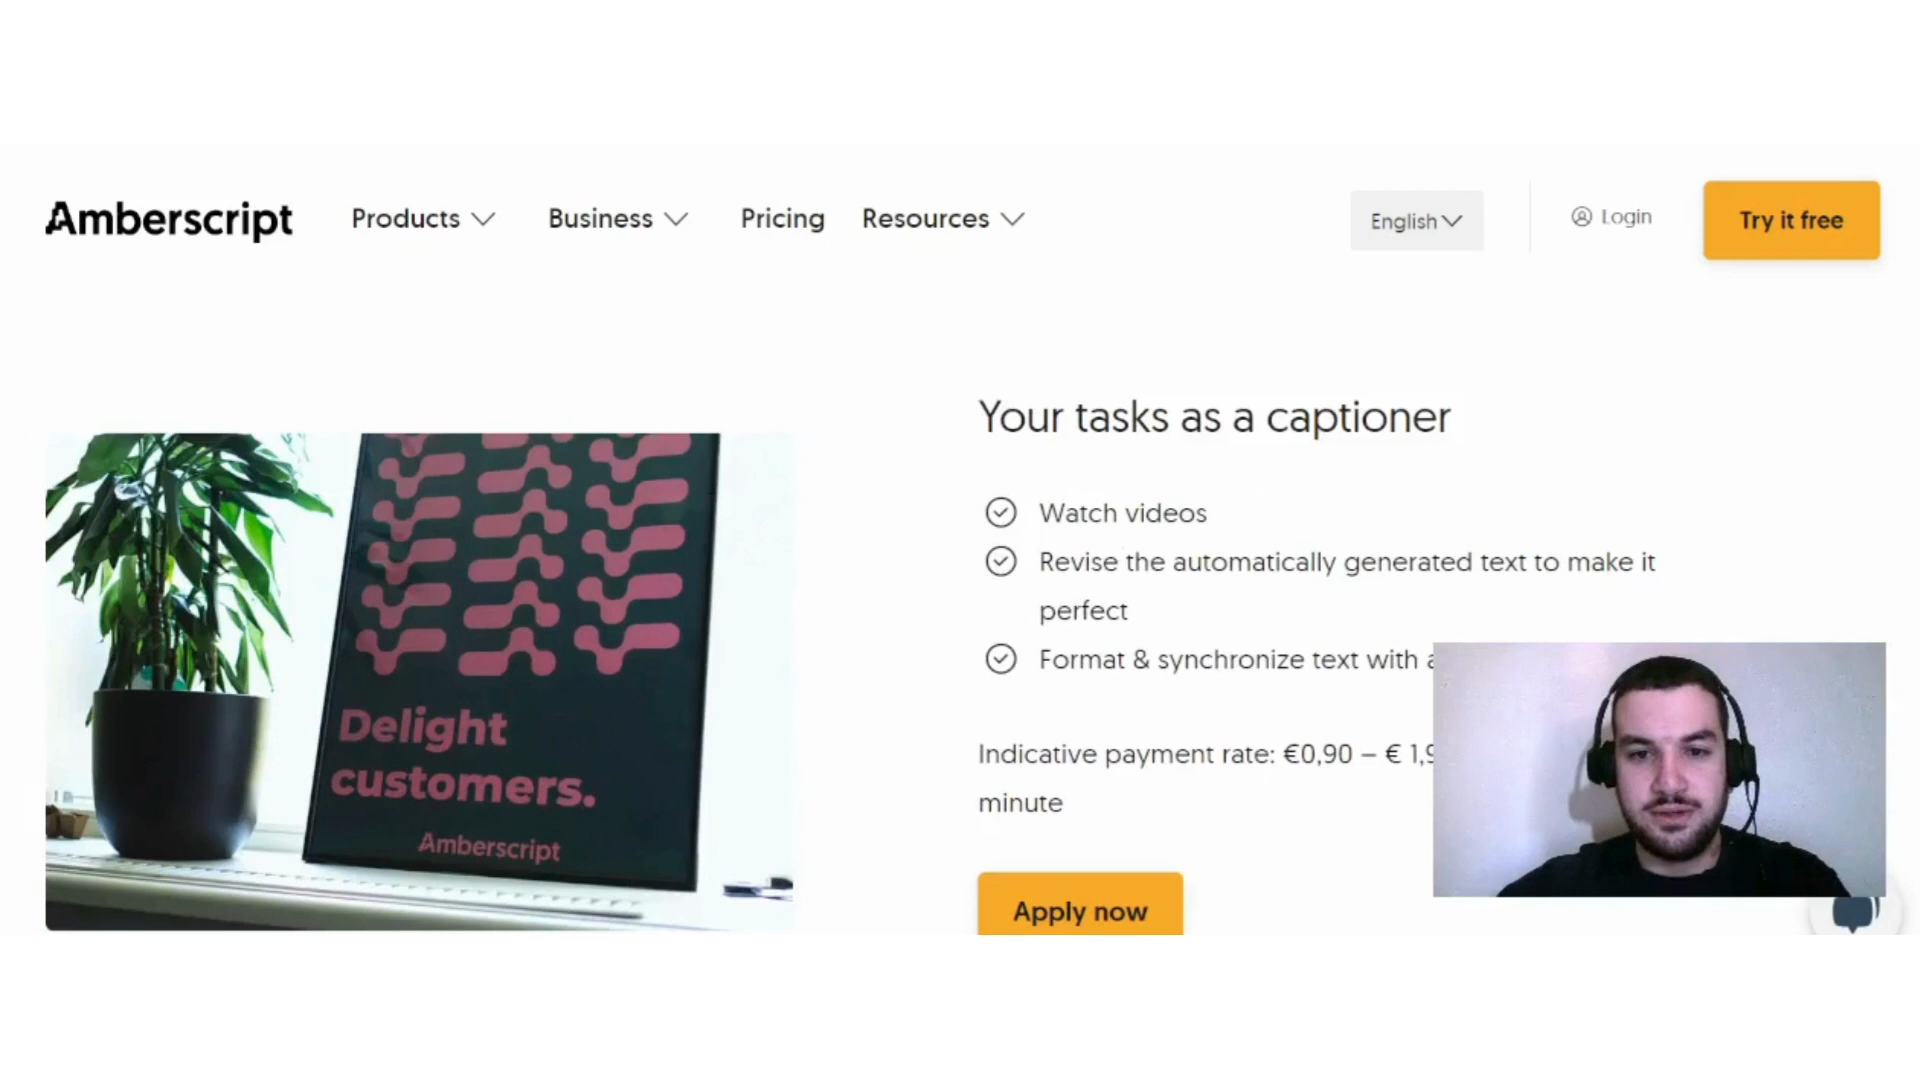 Amberscript
Products
Business
Pricing
Resources
English
Login
Try it free
Your tasks as a captioner
Watch videos
Revise the automatically generated text to make it
perfect
Format & synchronize text with
Indicative payment rate: €0,90 – €
minute
Apply now
Delight
customers.
Amberscript